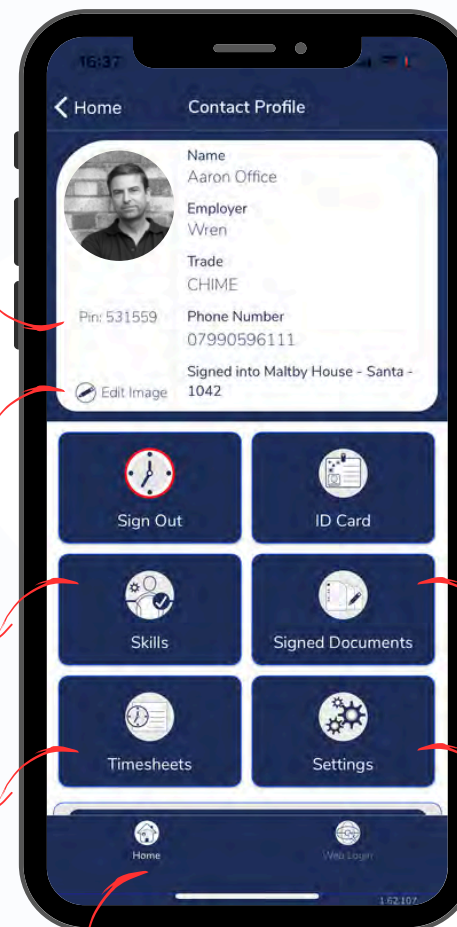 16:37
Home
Contact Profile
Name
Aaron Office
Employer
Wren
Trade
CHIME
Pin: 531559
Phone Number
07990596111
Edit Image
Signed into Maltby House - Santa -
1042
Sign Out
ID Card
Skills
Signed Documents
Timesheets
Settings
Home
Web Login
1.62.107